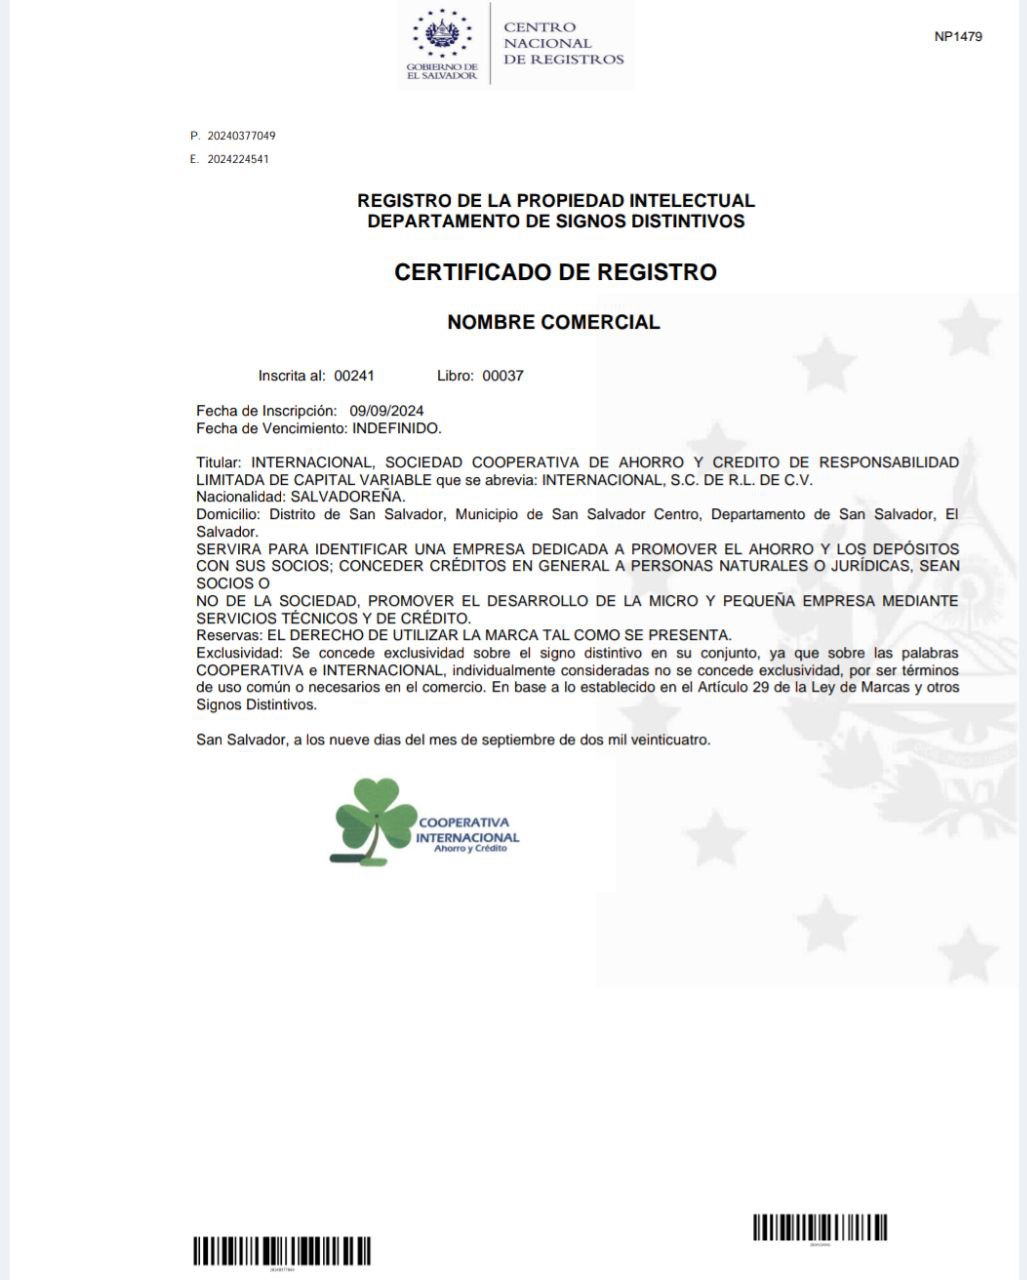 GOBIERNO DE
EL SALVADOR
CENTRO
NACIONAL
DE REGISTROS
NP1479
P. 20240377049
E. 2024224541
REGISTRO DE LA PROPIEDAD INTELECTUAL
DEPARTAMENTO DE SIGNOS DISTINTIVOS
CERTIFICADO DE REGISTRO
NOMBRE COMERCIAL
Inscrita al: 00241 Libro: 00037
Fecha de Inscripción: 09/09/2024
Fecha de Vencimiento: INDEFINIDO.
Titular: INTERNACIONAL, SOCIEDAD COOPERATIVA DE AHORRO Y CREDITO DE RESPONSABILIDAD
LIMITADA DE CAPITAL VARIABLE que se abrevia: INTERNACIONAL, S.C. DE R.L. DE C.V.
Nacionalidad: SALVADOREÑA.
Domicilio: Distrito de San Salvador, Municipio de San Salvador Centro, Departamento de San Salvador, El
Salvador.
SERVIRA PARA IDENTIFICAR UNA EMPRESA DEDICADA A PROMOVER EL AHORRO Y LOS DEPÓSITOS
CON SUS SOCIOS; CONCEDER CRÉDITOS EN GENERAL A PERSONAS NATURALES O JURÍDICAS, SEAN
SOCIOS O
NO DE LA SOCIEDAD, PROMOVER EL DESARROLLO DE LA MICRO Y PEQUEÑA EMPRESA MEDIANTE
SERVICIOS TÉCNICOS Y DE CRÉDITO.
Reservas: EL DERECHO DE UTILIZAR LA MARCA TAL COMO SE PRESENTA.
Exclusividad: Se concede exclusividad sobre el signo distintivo en su conjunto, ya que sobre las palabras
COOPERATIVA e INTERNACIONAL, individualmente consideradas no se concede exclusividad, por ser términos
de uso común o necesarios en el comercio. En base a lo establecido en el Artículo 29 de la Ley de Marcas y otros
Signos Distintivos.
San Salvador, a los nueve dias del mes de septiembre de dos mil veinticuatro.
COOPERATIVA
INTERNACIONAL
Ahorro y Crédito